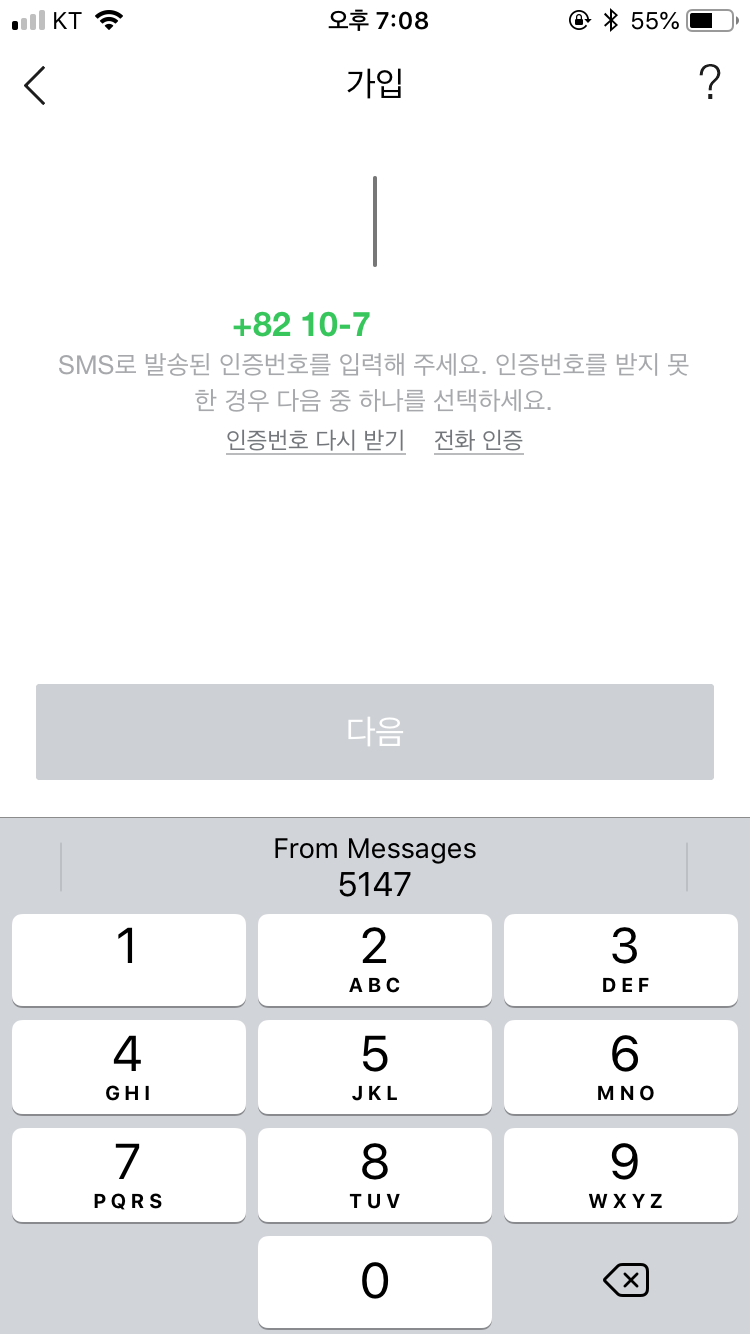 KT 오후 7:08 55%
가입 ?
+82 10-7
SMS로 발송된 인증번호를 입력해 주세요. 인증번호를 받지 못
한 경우 다음 중 하나를 선택하세요.
인증번호 다시 받기 전화 인증
다음
From Messages
5147
1 2 3
ABC DEF
4 5 6
GHI JKL MNO
7 8 9
PQRS TUV WXYZ
0